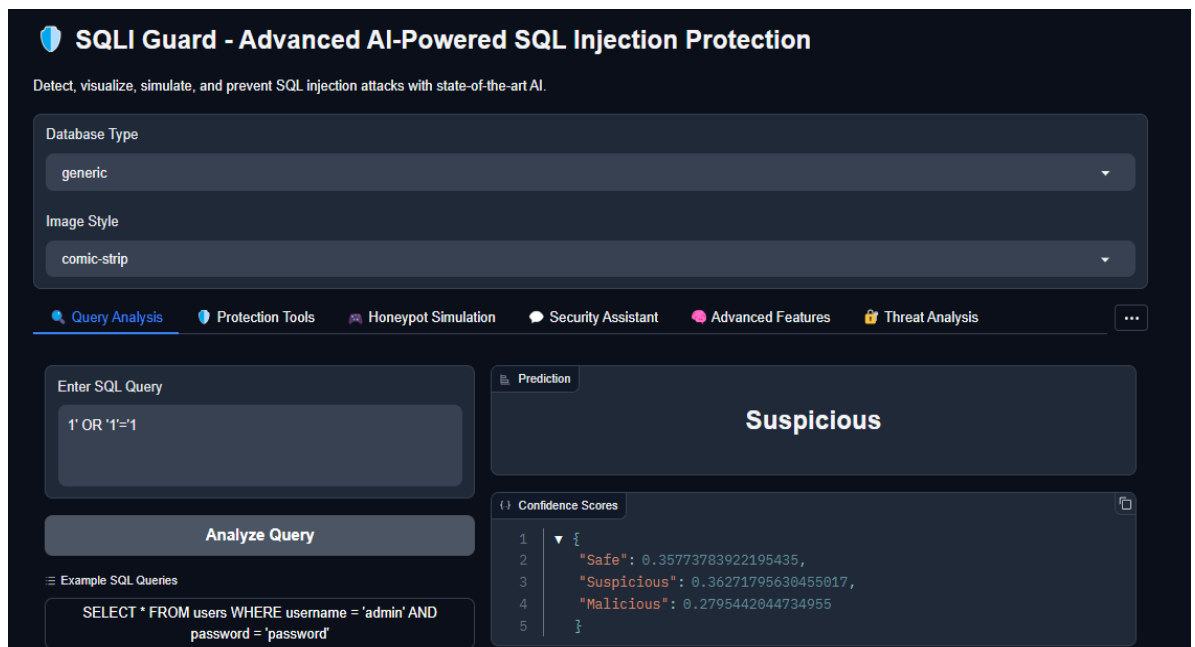 SQLI Guard - Advanced AI-Powered SQL Injection Protection
Detect, visualize, simulate, and prevent SQL injection attacks with state-of-the-art AI.
Database Type
generic
Image Style
comic-strip
Query Analysis
Protection Tools
Honeypot Simulation
Security Assistant
Advanced Features
Threat Analysis
...
Enter SQL Query
1' OR '1'='1
Analyze Query
Example SQL Queries
SELECT * FROM users WHERE username = 'admin' AND
password = 'password'
Prediction
Suspicious
Confidence Scores
1 {
2 "Safe": 0.35773783922195435,
3 "Suspicious": 0.36271795630455017,
4 "Malicious": 0.2795442044734955
5 }